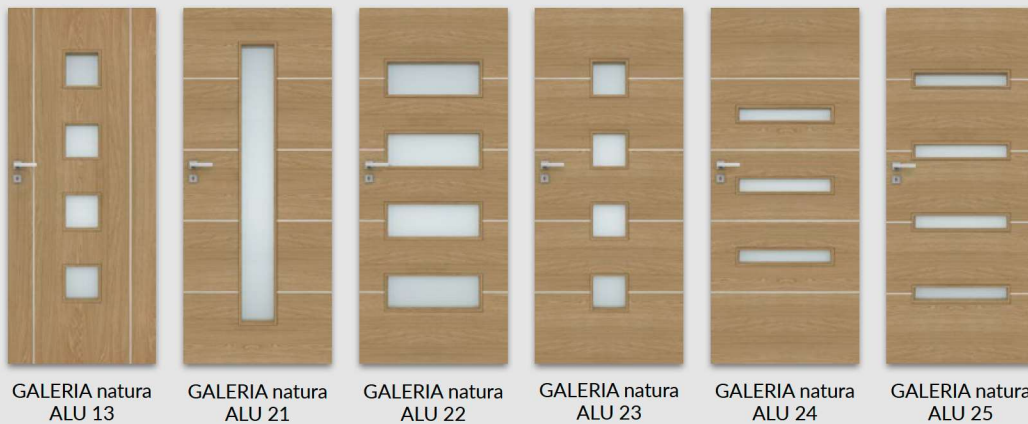 GALERIA natura
ALU 13
GALERIA natura
ALU 21
GALERIA natura
ALU 22
GALERIA natura
ALU 23
GALERIA natura
ALU 24
GALERIA natura
ALU 25